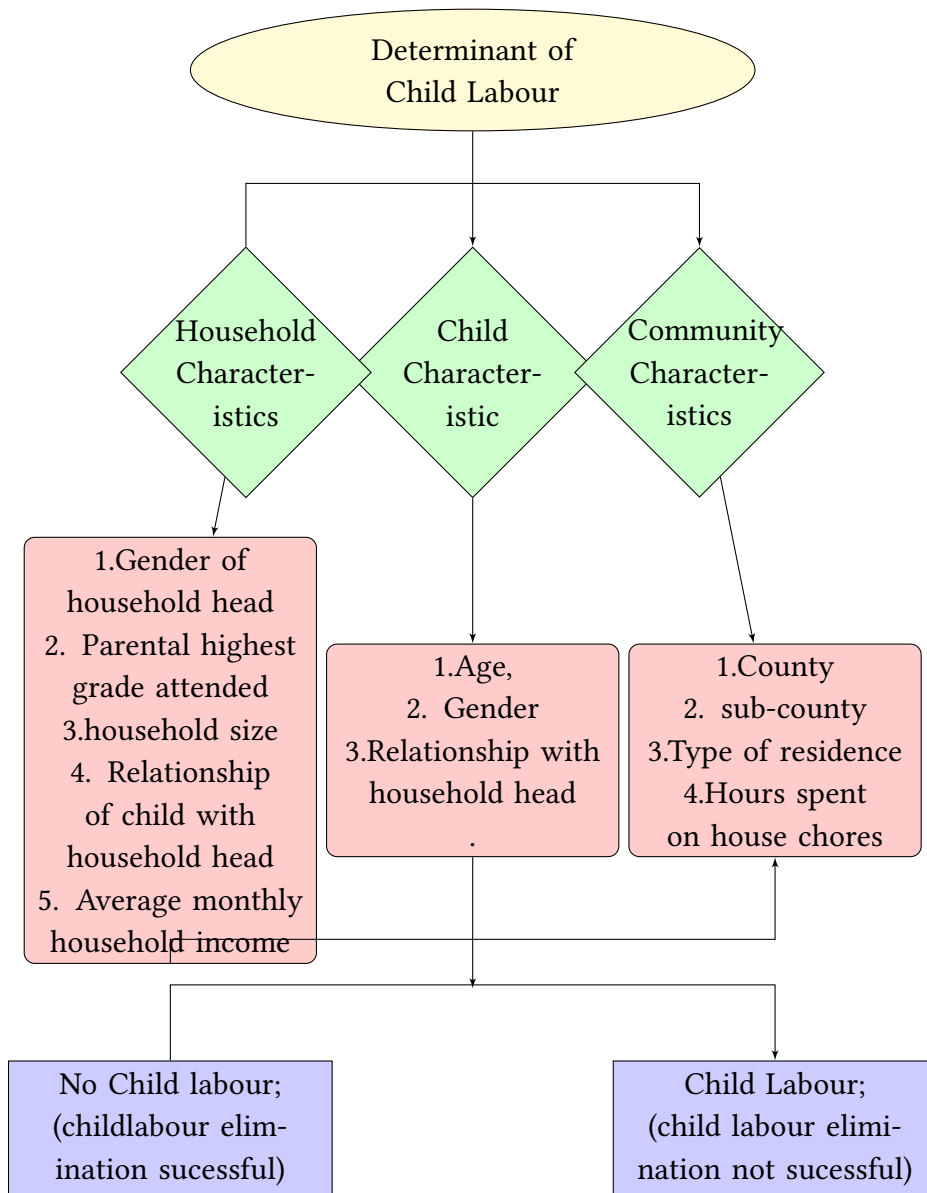 Determinant of
Child Labour
Household
Character-
istics
Child
Character-
istic
Community
Character-
istics
1.Gender of
household head
2. Parental highest
grade attended
3.household size
4. Relationship
of child with
household head
5. Average monthly
household income
1.Age,
2. Gender
3.Relationship with
household head
.
1.County
2. sub-county
3.Type of residence
4.Hours spent
on house chores
No Child labour;
(childlabour elim-
ination sucessful)
Child Labour;
(child labour elimi-
nation not sucessful)